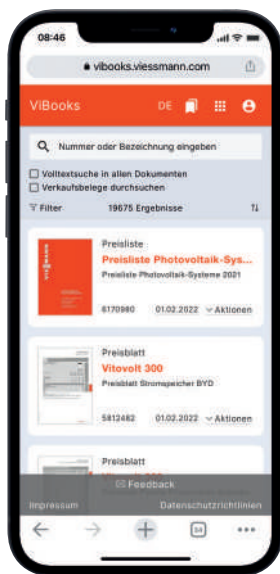 08:46
vibooks.viessmann.com
ViBooks DE
Nummer oder Bezeichnung eingeben
Volltextsuche in allen Dokumenten
Verkaufsbelege durchsuchen
Filter 19675 Ergebnisse
Preisliste
Preisliste Photovoltaik-Sys...
Preisliste Photovoltaik-Systeme 2021
6170980 01.02.2022 Aktionen
VIESMANN
Preisblatt
Vitovolt 300
Preisblatt Stromspeicher BYD
5812482 01.02.2022 Aktionen
Preisblatt
Feedback
Impressum Datenschutzrichtlinien